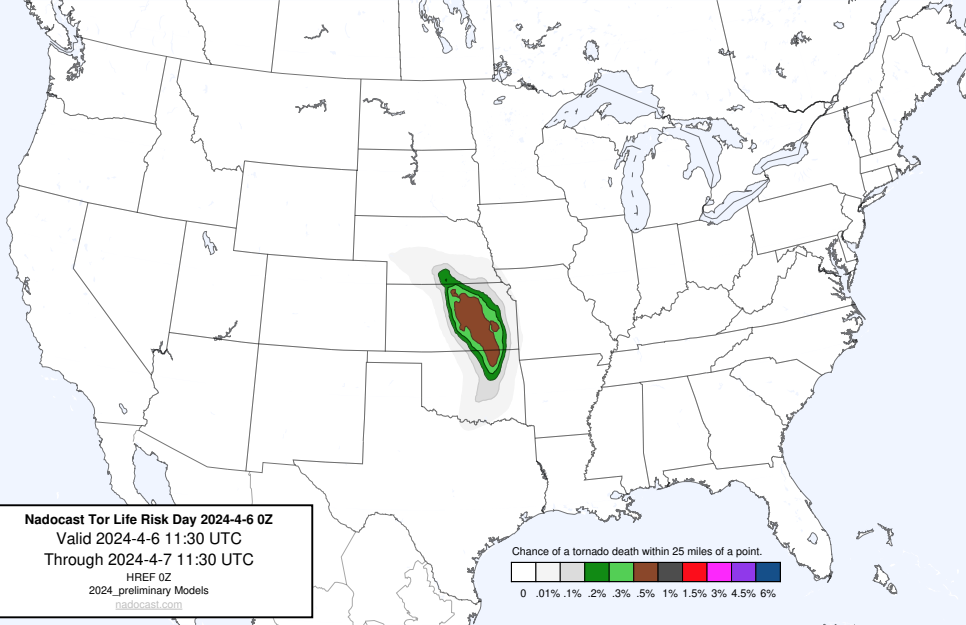 Nadocast Tor Life Risk Day 2024-4-6 0Z
Valid 2024-4-6 11:30 UTC
Through 2024-4-7 11:30 UTC
HREF 0Z
2024_preliminary Models
nadocast.com
Chance of a tornado death within 25 miles of a point.
0 .01% .1% .2% .3% .5% 1% 1.5% 3% 4.5% 6%